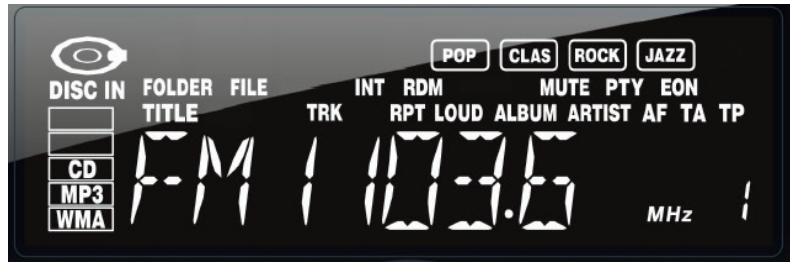 POP CLAS ROCK JAZZ
DISC IN FOLDER FILE INT RDM MUTE PTY EON
TITLE TRK RPT LOUD ALBUM ARTIST AF TA TP
CD
MP3
WMA
FM 1 103.6 MHz 1